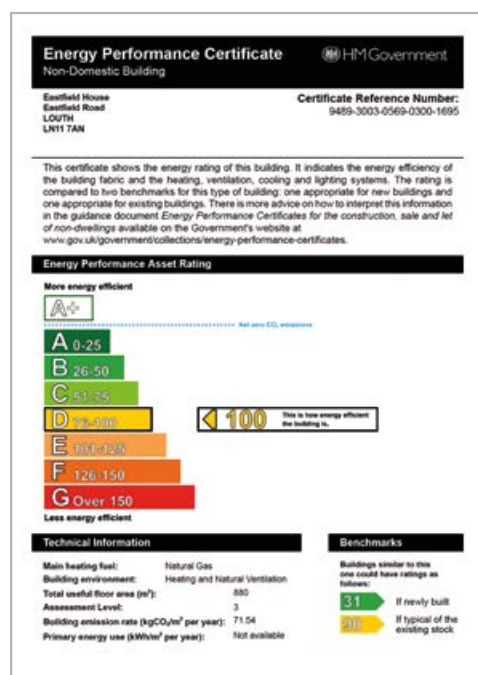 Energy Performance Certificate
HM Government
Non-Domestic Building
Eastfield House
Eastfield Road
LOUTH
LN11 7AN
Certificate Reference Number:
9489-3003-0569-0300-1695
This certificate shows the energy rating of this building. It indicates the energy efficiency of
the building fabric and the heating, ventilation, cooling and lighting systems. The rating is
compared to two benchmarks for this type of building: one appropriate for new buildings and
one appropriate for existing buildings. There is more advice on how to interpret this information
in the guidance document Energy Performance Certificates for the construction, sale and let
of non-dwellings available on the Government's website at
www.gov.uk/government/collections/energy-performance-certificates.
Energy Performance Asset Rating
More energy efficient
A+
Net zero CO₂ emissions
A 0-25
B 26-50
C 51-75
D 76-100
100
This is how energy efficient
the building is.
E 101-125
F 126-150
G Over 150
Less energy efficient
Technical Information
Main heating fuel: Natural Gas
Building environment: Heating and Natural Ventilation
Total useful floor area (m²): 880
Assessment Level: 3
Building emission rate (kgCO₂/m² per year): 71.54
Primary energy use (kWh/m² per year): Not available
Benchmarks
Buildings similar to this
one could have ratings as
follows:
31 If newly built
90 If typical of the
existing stock